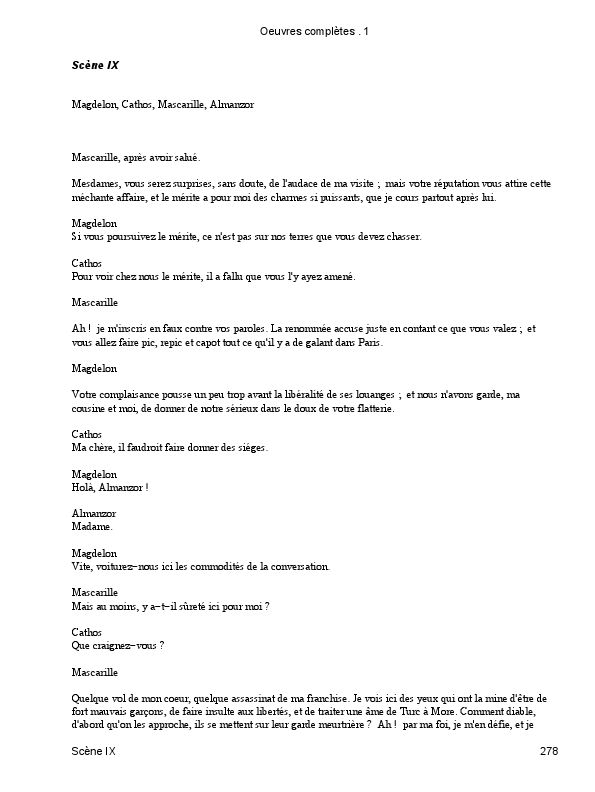 Oeuvres complètes . 1
Scène IX
Magdelon, Cathos, Mascarille, Almanzor
Mascarille, après avoir salué.
Mesdames, vous serez surprises, sans doute, de l'audace de ma visite ; mais votre réputation vous attire cette
méchante affaire, et le mérite a pour moi des charmes si puissants, que je cours partout après lui.
Magdelon
Si vous poursuivez le mérite, ce n'est pas sur nos terres que vous devez chasser.
Cathos
Pour voir chez nous le mérite, il a fallu que vous l'y ayez amené.
Mascarille
Ah ! je m'inscris en faux contre vos paroles. La renommée accuse juste en contant ce que vous valez ; et
vous allez faire pic, repic et capot tout ce qu'il y a de galant dans Paris.
Magdelon
Votre complaisance pousse un peu trop avant la libéralité de ses louanges ; et nous n'avons garde, ma
cousine et moi, de donner de notre sérieux dans le doux de votre flatterie.
Cathos
Ma chère, il faudroit faire donner des siéges.
Magdelon
Holà, Almanzor !
Almanzor
Madame.
Magdelon
Vite, voiturez−nous ici les commodités de la conversation.
Mascarille
Mais au moins, y a−t−il sûreté ici pour moi ?
Cathos
Que craignez−vous ?
Mascarille
Quelque vol de mon coeur, quelque assassinat de ma franchise. Je vois ici des yeux qui ont la mine d'être de
fort mauvais garçons, de faire insulte aux libertés, et de traiter une âme de Turc à More. Comment diable,
d'abord qu'on les approche, ils se mettent sur leur garde meurtrière ? Ah ! par ma foi, je m'en défie, et je
Scène IX
278